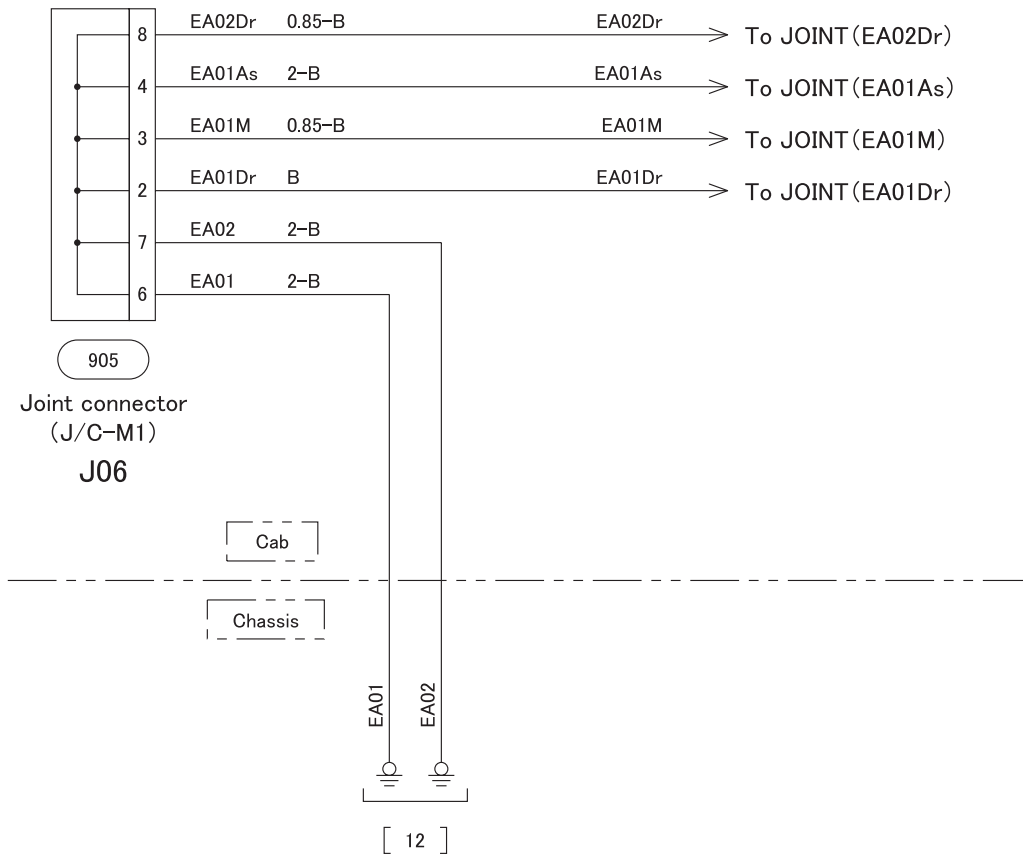 8 EA02Dr 0.85-B EA02Dr To JOINT(EA02Dr)
4 EA01As 2-B EA01As To JOINT(EA01As)
3 EA01M 0.85-B EA01M To JOINT(EA01M)
2 EA01Dr B EA01Dr To JOINT(EA01Dr)
7 EA02 2-B
6 EA01 2-B
905
Joint connector
(J/C-M1)
J06
Cab
Chassis
EA01 EA02
[ 12 ]